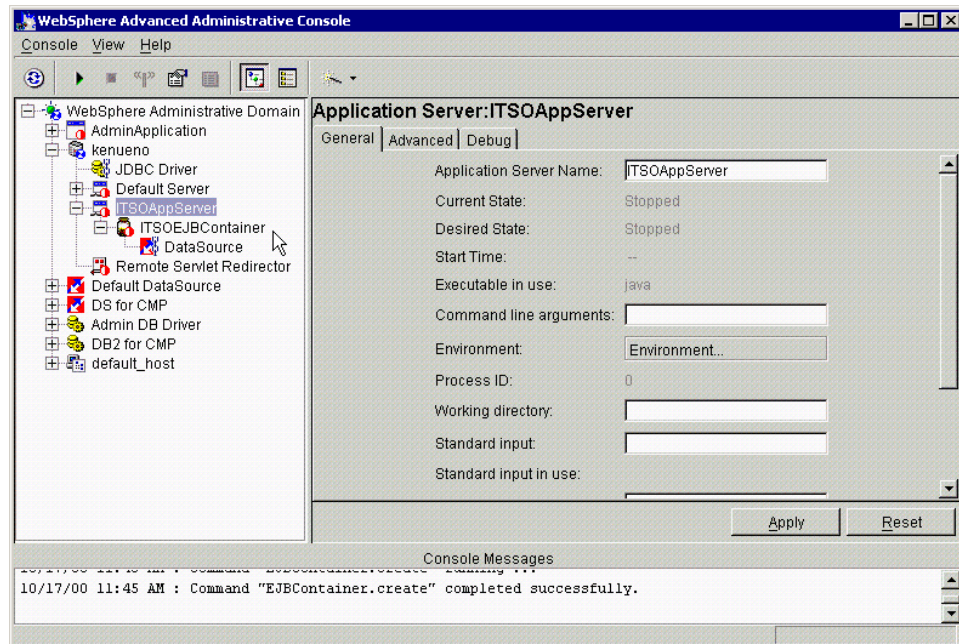 WebSphere Advanced Administrative Console
Console View Help
WebSphere Administrative Domain
AdminApplication
kenueno
JDBC Driver
Default Server
ITSOAppServer
ITSOEJBContainer
DataSource
Remote Servlet Redirector
Default DataSource
DS for CMP
Admin DB Driver
DB2 for CMP
default_host
Application Server:ITSOAppServer
General Advanced Debug
Application Server Name: ITSOAppServer
Current State: Stopped
Desired State: Stopped
Start Time: --
Executable in use: java
Command line arguments:
Environment: Environment...
Process ID: 0
Working directory:
Standard input:
Standard input in use:
Apply Reset
Console Messages
10/17/00 11:45 AM : Command "EJBContainer.create" completed successfully.